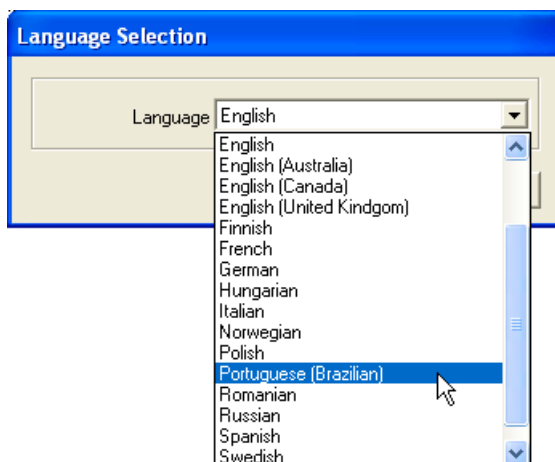 Language Selection
Language English
English
English (Australia)
English (Canada)
English (United Kindgom)
Finnish
French
German
Hungarian
Italian
Norwegian
Polish
Portuguese (Brazilian)
Romanian
Russian
Spanish
Swedish